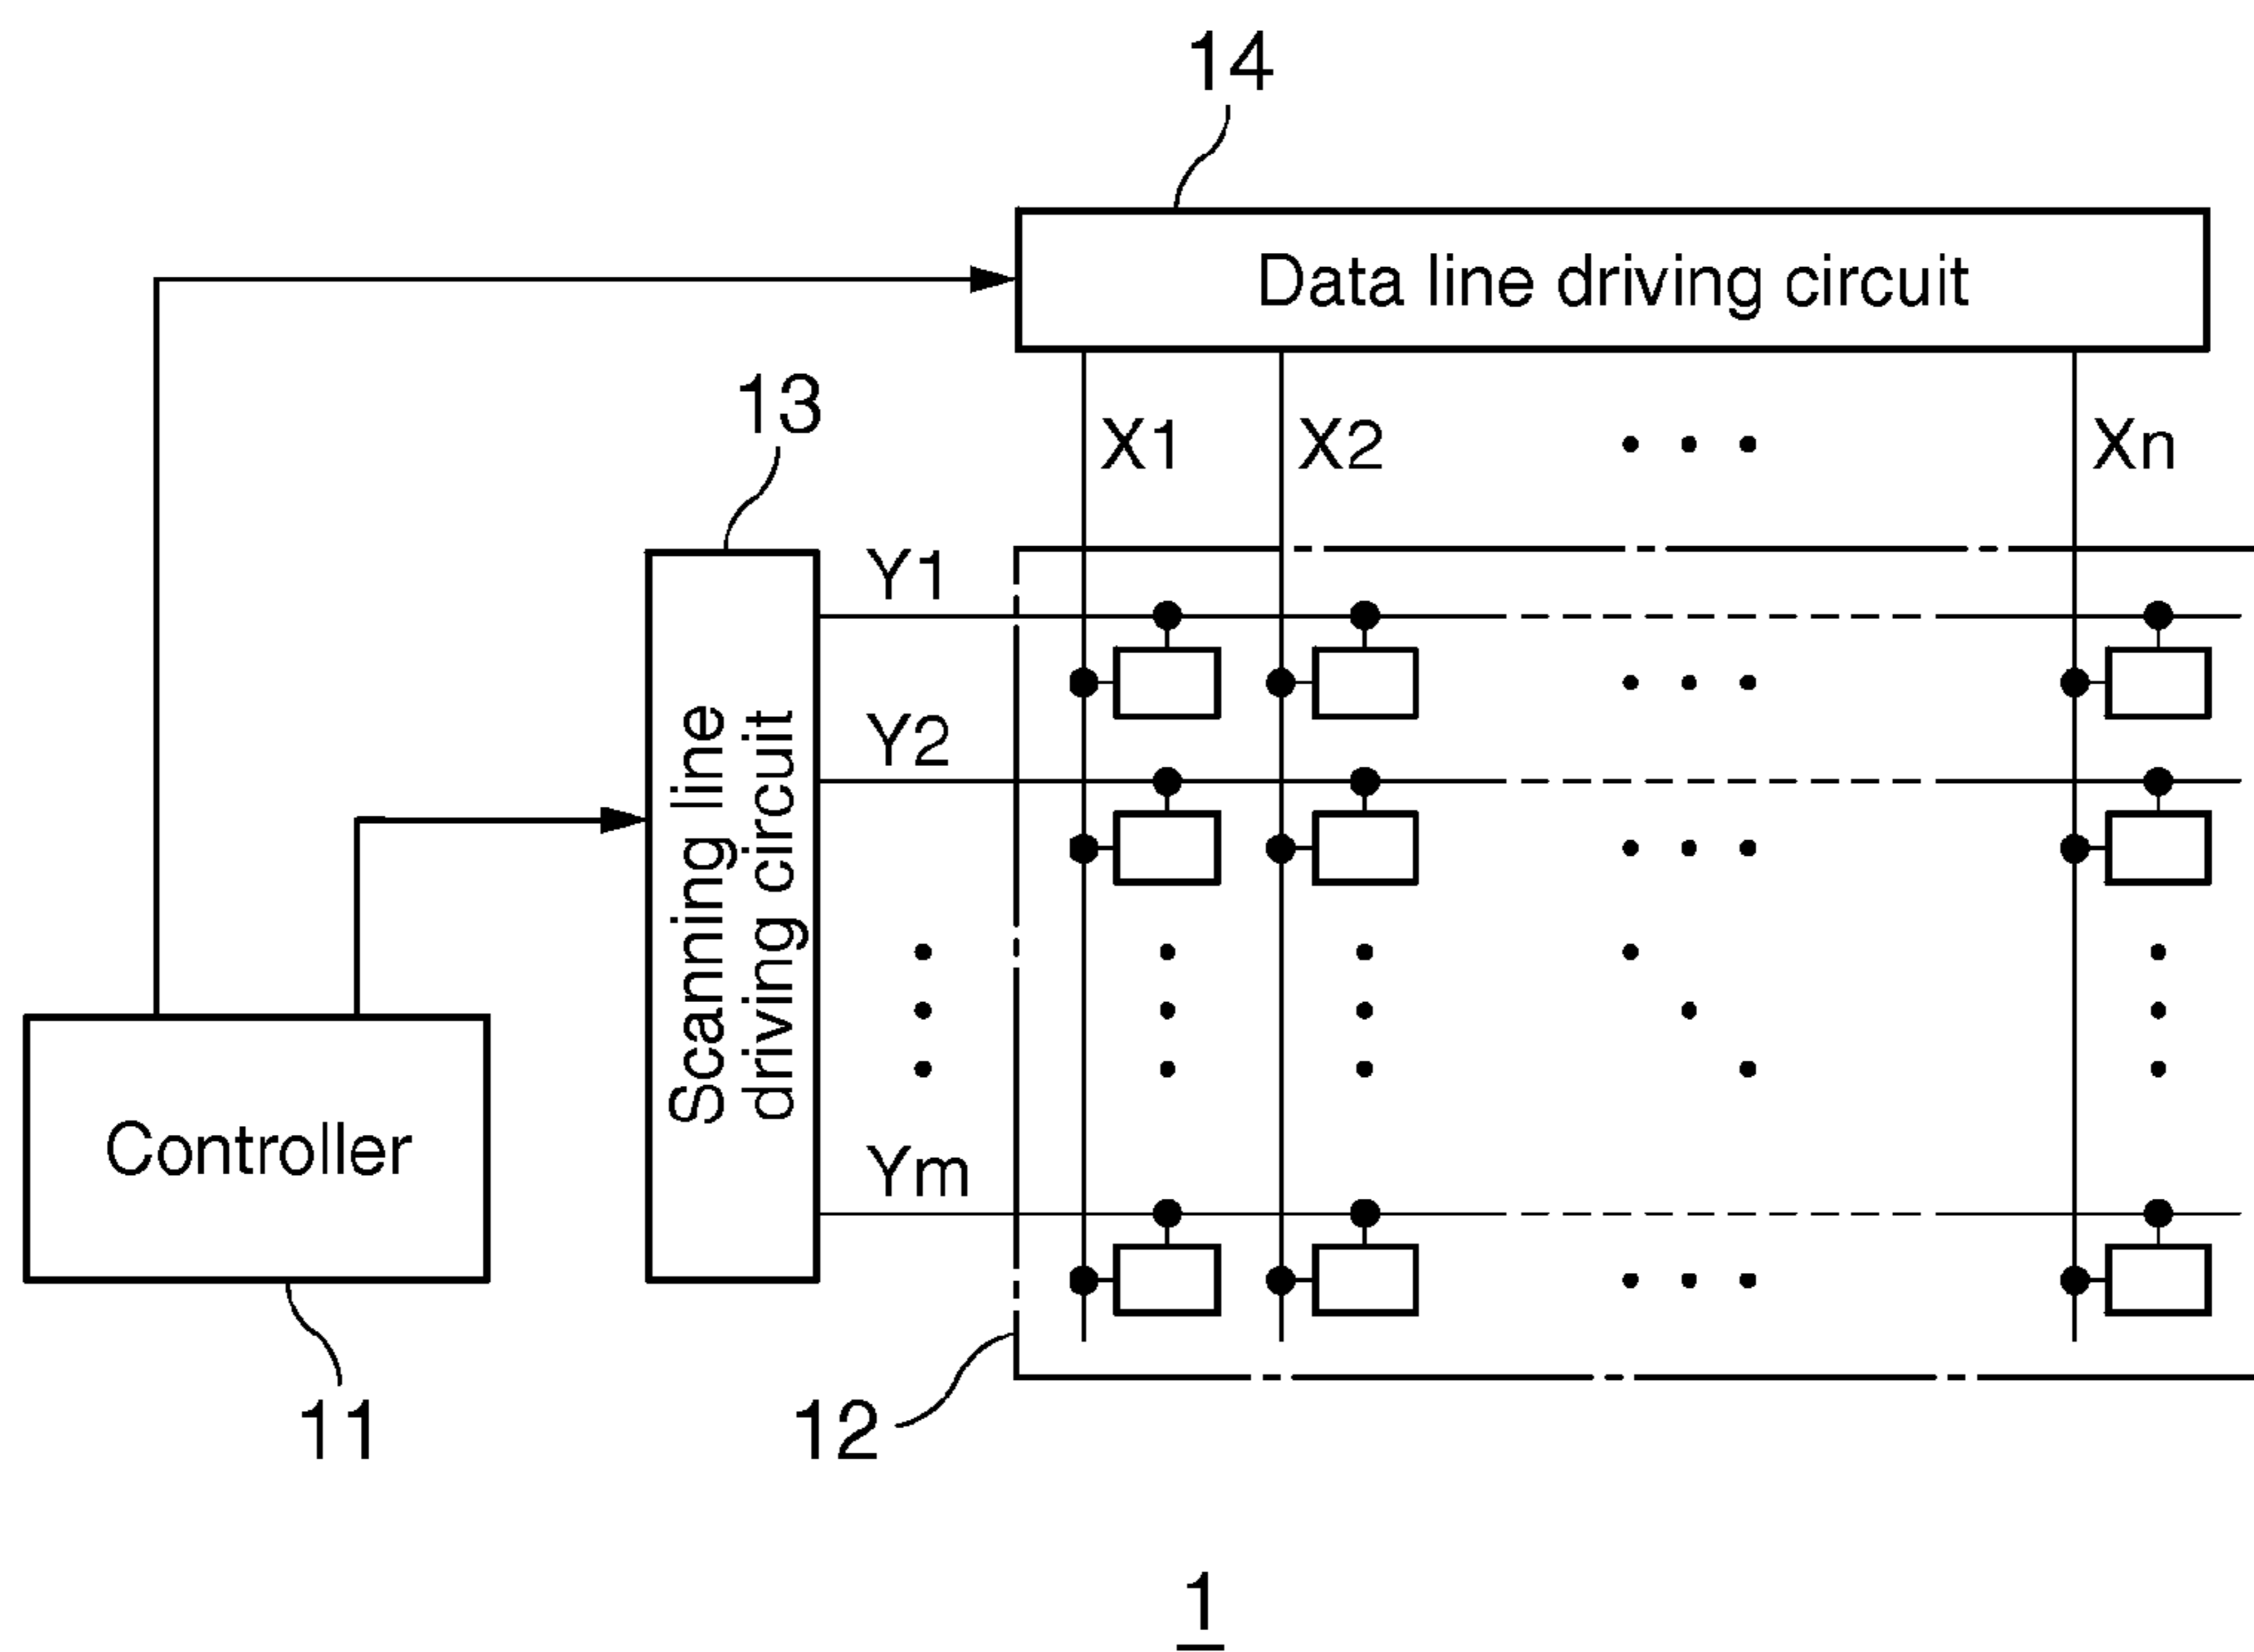 14
Data line driving circuit
13
X1
X2
Xn
Y1
Y2
Scanning line
driving circuit
Ym
Controller
11
12
1